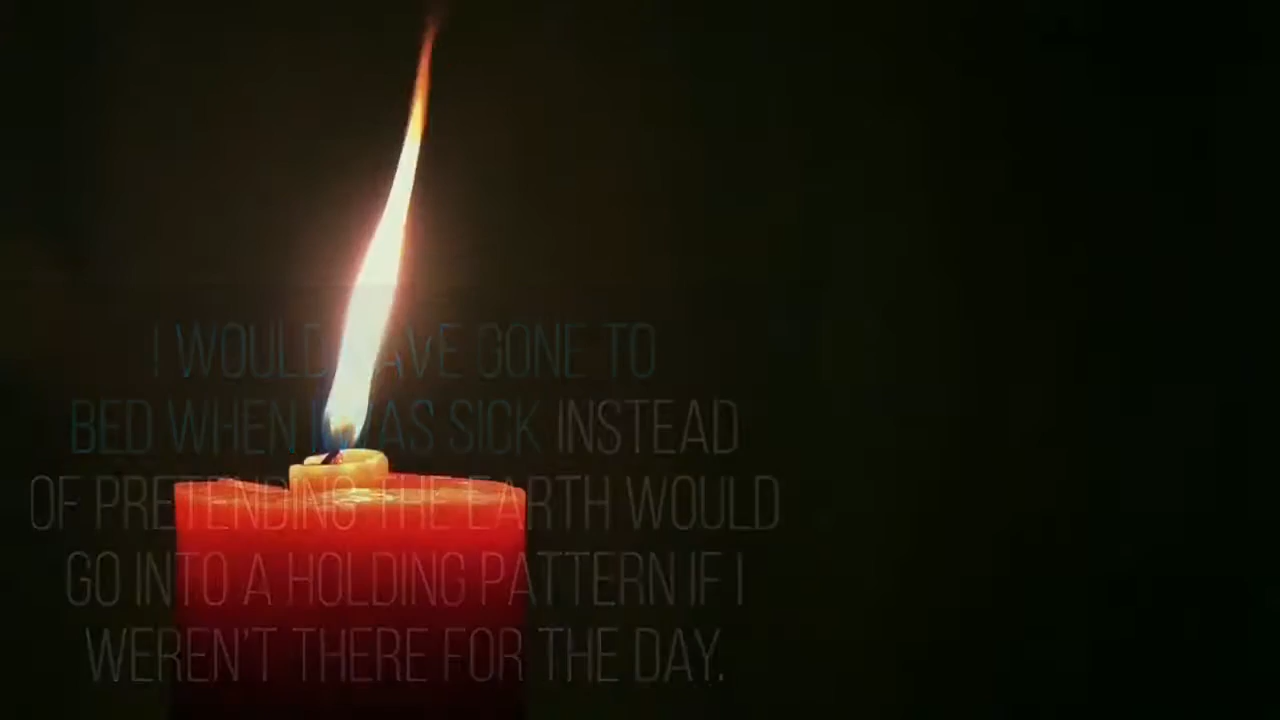 I WOULD HAVE GONE TO
BED WHEN I WAS SICK INSTEAD
OF PRETENDING THE EARTH WOULD
GO INTO A HOLDING PATTERN IF I
WEREN'T THERE FOR THE DAY.